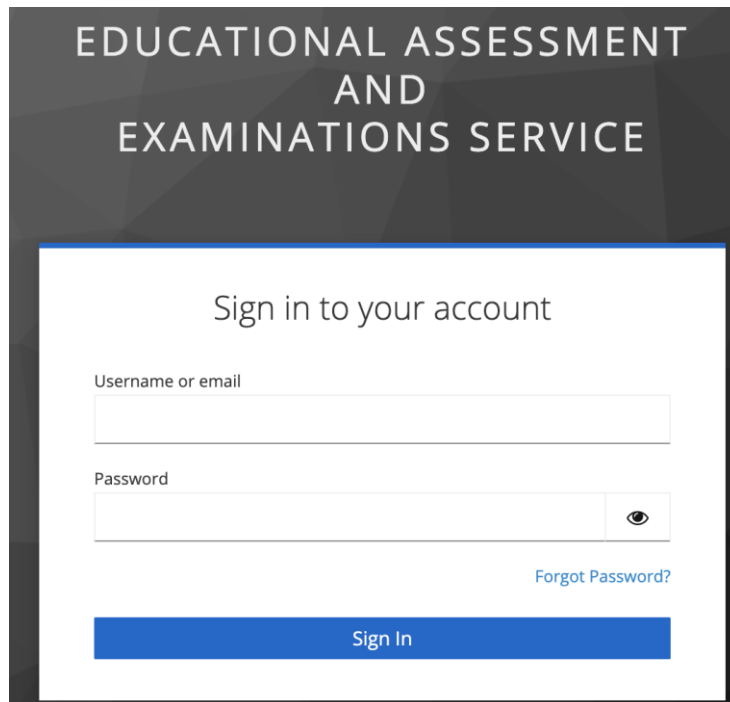 EDUCATIONAL ASSESSMENT
AND
EXAMINATIONS SERVICE
Sign in to your account
Username or email
Password
Forgot Password?
Sign In